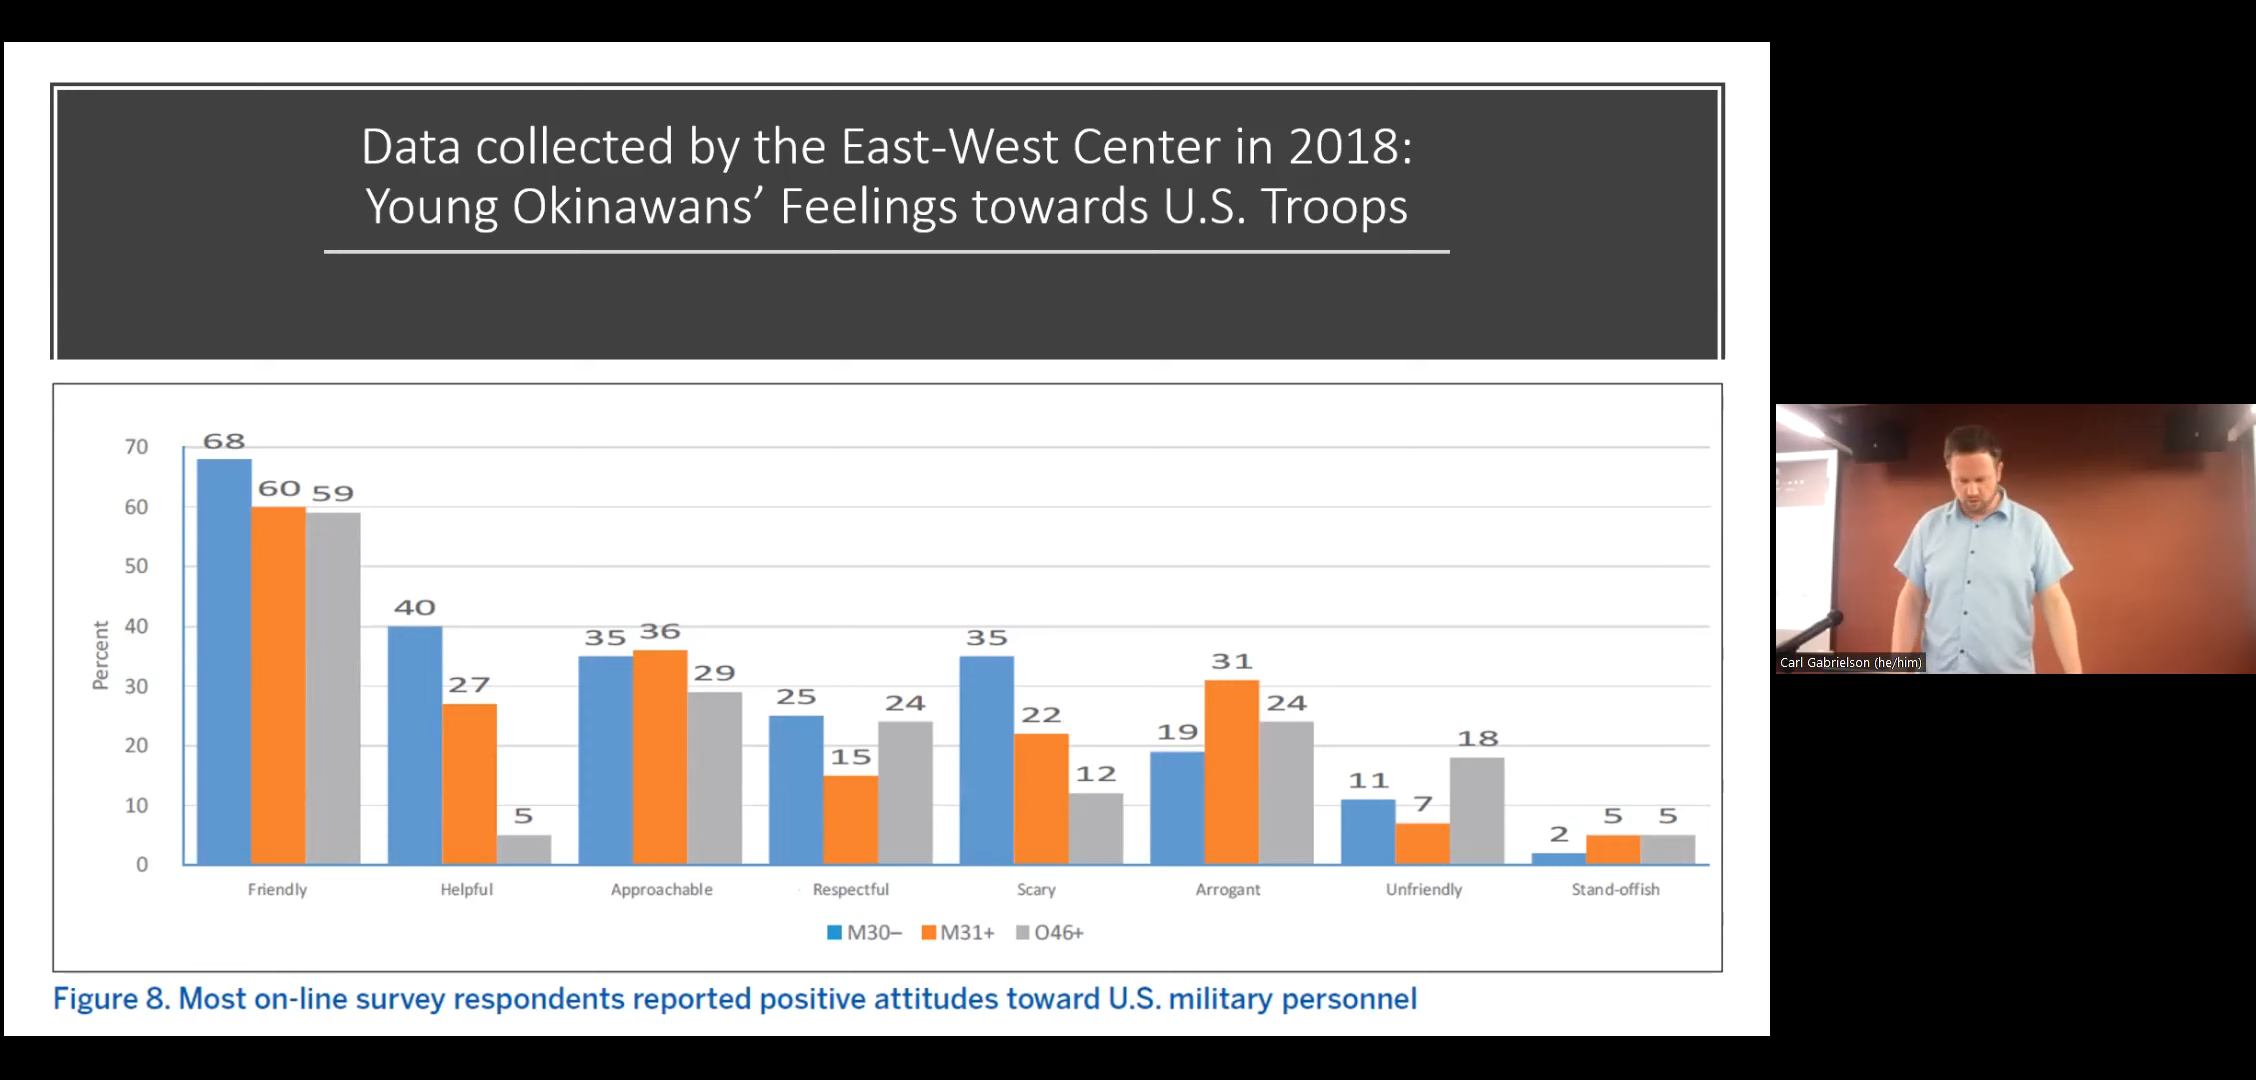 Data collected by the East-West Center in 2018:
Young Okinawans’ Feelings towards U.S. Troops
70
60
50
40
30
20
10
0
Percent
68
60
59
40
27
5
35
36
29
25
15
24
35
22
12
19
31
24
11
7
18
2
5
5
Friendly
Helpful
Approachable
Respectful
Scary
Arrogant
Unfriendly
Stand-offish
M30– M31+ O46+
Figure 8. Most on-line survey respondents reported positive attitudes toward U.S. military personnel
Carl Gabrielson (he/him)